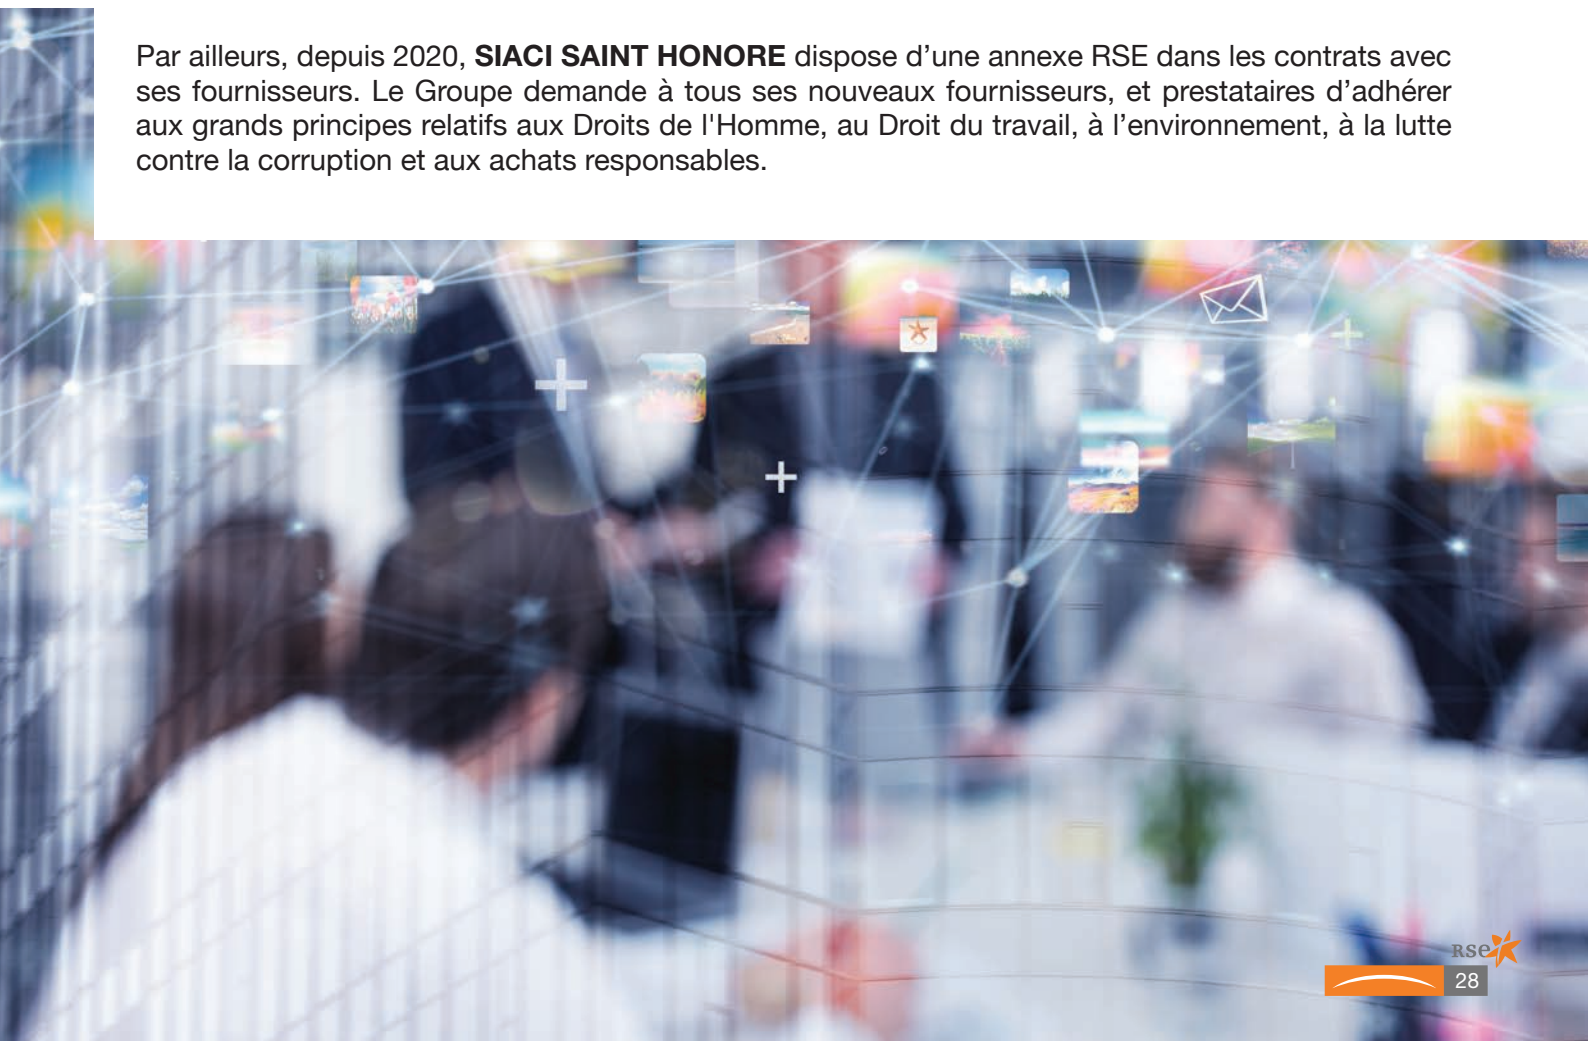 Par ailleurs, depuis 2020, SIACI SAINT HONORE dispose d’une annexe RSE dans les contrats avec
ses fournisseurs. Le Groupe demande à tous ses nouveaux fournisseurs, et prestataires d’adhérer
aux grands principes relatifs aux Droits de l'Homme, au Droit du travail, à l’environnement, à la lutte
contre la corruption et aux achats responsables.
RSe
28